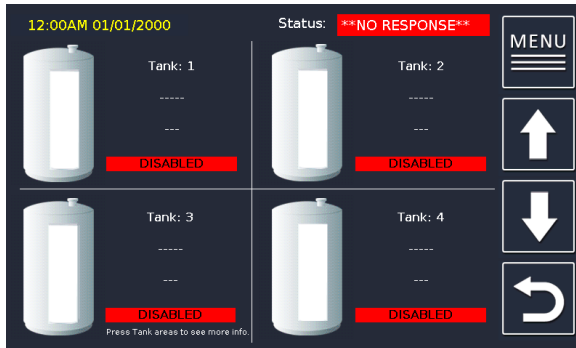 12:00AM 01/01/2000
Status: **NO RESPONSE**
MENU
Tank: 1
-----
---
DISABLED
Tank: 2
-----
---
DISABLED
Tank: 3
-----
---
DISABLED
Press Tank areas to see more info.
Tank: 4
-----
---
DISABLED